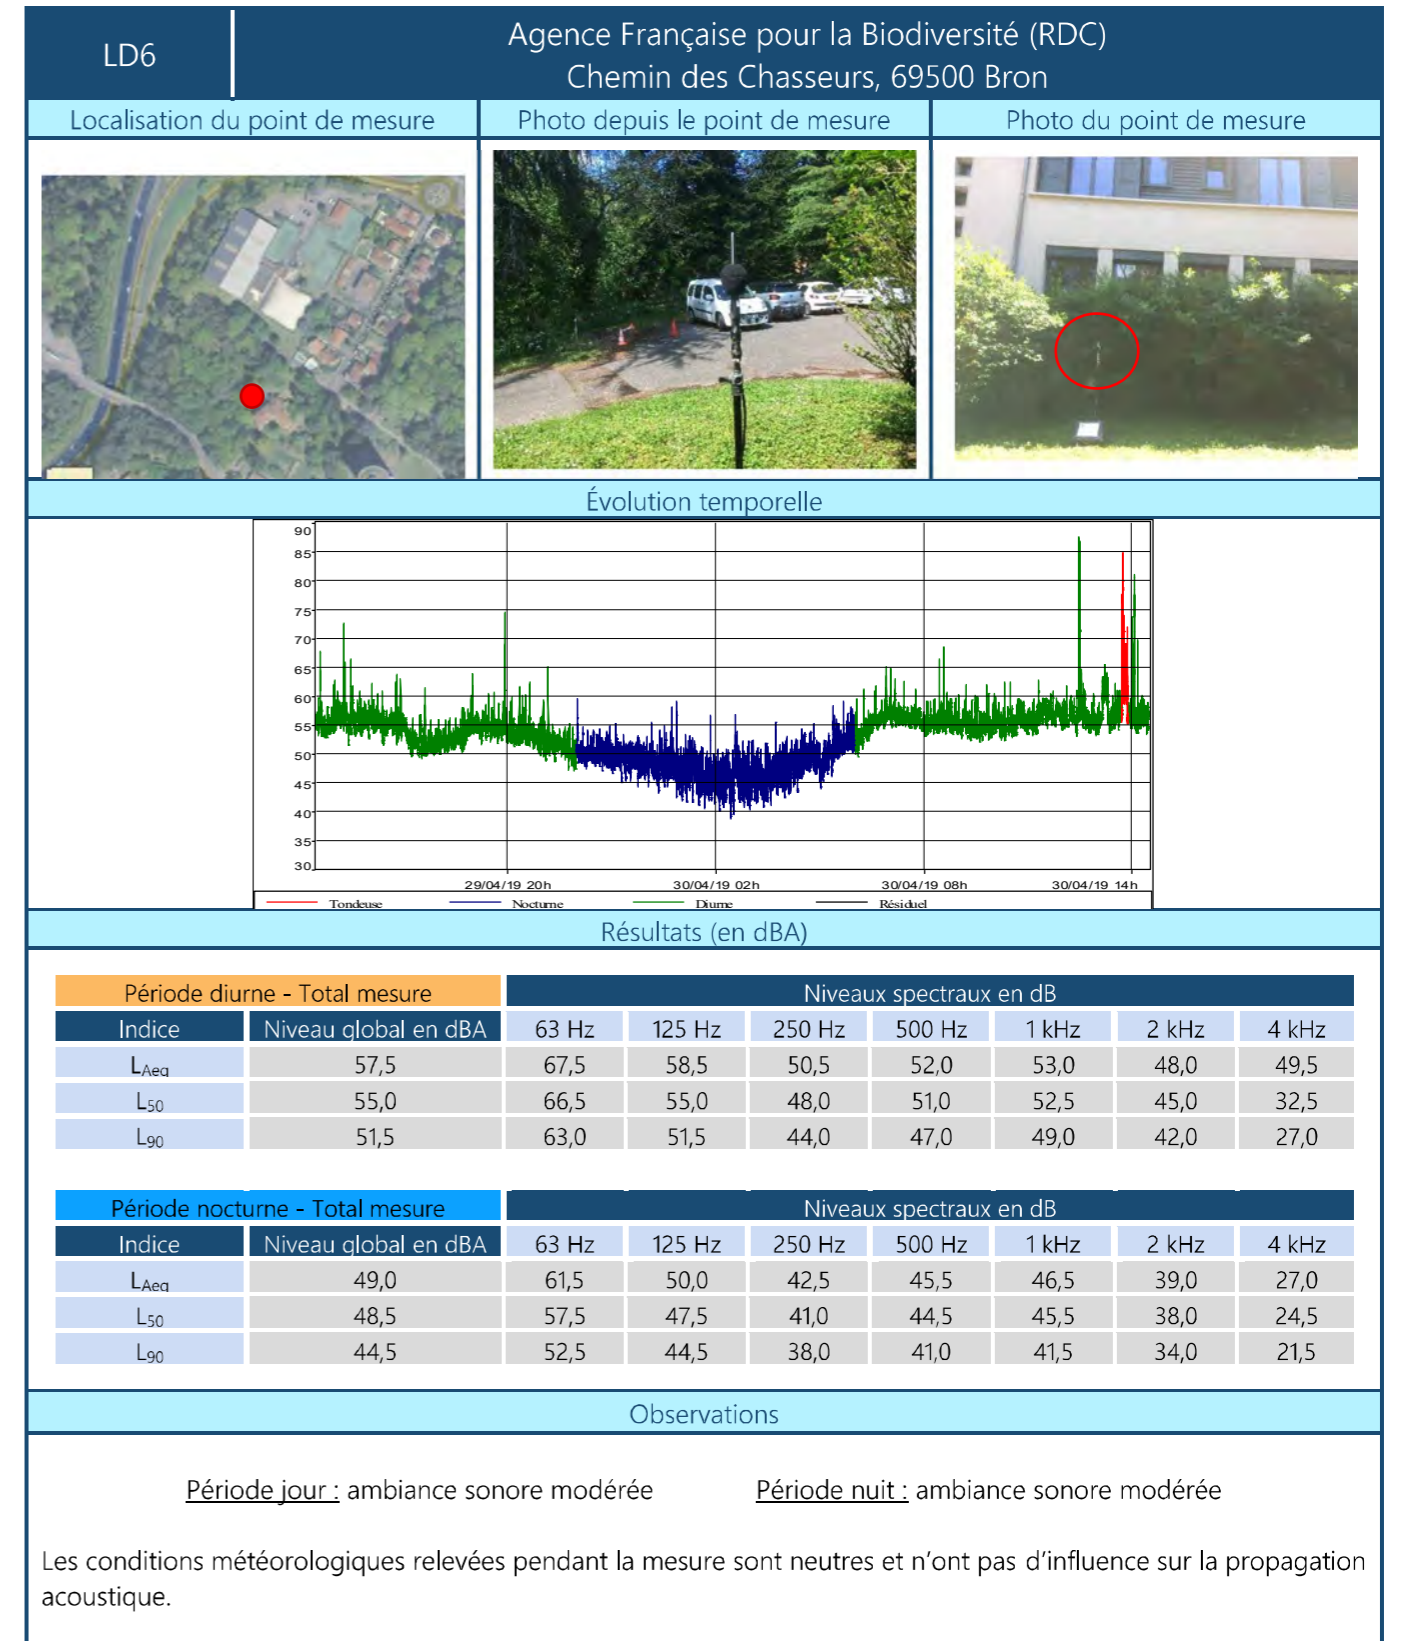 LD6
Agence Française pour la Biodiversité (RDC)
Chemin des Chasseurs, 69500 Bron
Localisation du point de mesure
Photo depuis le point de mesure
Photo du point de mesure
Évolution temporelle
90
85
80
75
70
65
60
55
50
45
40
35
30
29/04/19 20h 30/04/19 02h 30/04/19 08h 30/04/19 14h
Tondeuse Nocturne Diurne Résiduel
Résultats (en dBA)
Période diurne - Total mesure Niveaux spectraux en dB
Indice Niveau global en dBA 63 Hz 125 Hz 250 Hz 500 Hz 1 kHz 2 kHz 4 kHz
LAeq 57,5 67,5 58,5 50,5 52,0 53,0 48,0 49,5
L50 55,0 66,5 55,0 48,0 51,0 52,5 45,0 32,5
L90 51,5 63,0 51,5 44,0 47,0 49,0 42,0 27,0
Période nocturne - Total mesure Niveaux spectraux en dB
Indice Niveau global en dBA 63 Hz 125 Hz 250 Hz 500 Hz 1 kHz 2 kHz 4 kHz
LAeq 49,0 61,5 50,0 42,5 45,5 46,5 39,0 27,0
L50 48,5 57,5 47,5 41,0 44,5 45,5 38,0 24,5
L90 44,5 52,5 44,5 38,0 41,0 41,5 34,0 21,5
Observations
Période jour : ambiance sonore modérée Période nuit : ambiance sonore modérée
Les conditions météorologiques relevées pendant la mesure sont neutres et n'ont pas d'influence sur la propagation
acoustique.